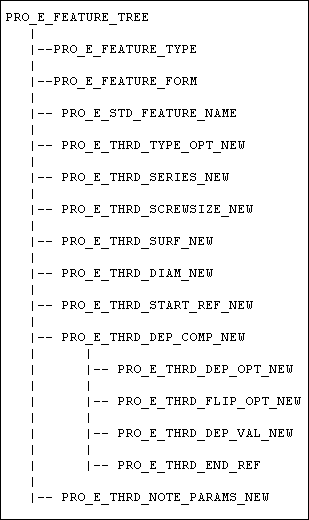 PRO_E_FEATURE_TREE
|--PRO_E_FEATURE_TYPE
|--PRO_E_FEATURE_FORM
|-- PRO_E_STD_FEATURE_NAME
|-- PRO_E_THRD_TYPE_OPT_NEW
|-- PRO_E_THRD_SERIES_NEW
|-- PRO_E_THRD_SCREWSIZE_NEW
|-- PRO_E_THRD_SURF_NEW
|-- PRO_E_THRD_DIAM_NEW
|-- PRO_E_THRD_START_REF_NEW
|-- PRO_E_THRD_DEP_COMP_NEW
|-- PRO_E_THRD_DEP_OPT_NEW
|-- PRO_E_THRD_FLIP_OPT_NEW
|-- PRO_E_THRD_DEP_VAL_NEW
|-- PRO_E_THRD_END_REF
|-- PRO_E_THRD_NOTE_PARAMS_NEW